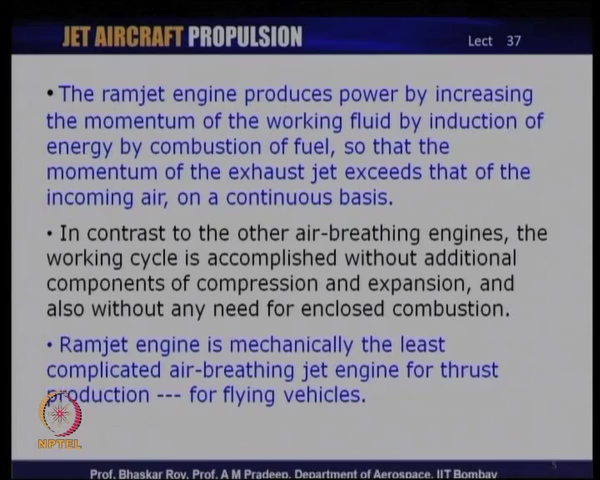 JET AIRCRAFT PROPULSION
Lect 37
• The ramjet engine produces power by increasing
the momentum of the working fluid by induction of
energy by combustion of fuel, so that the
momentum of the exhaust jet exceeds that of the
incoming air, on a continuous basis.
• In contrast to the other air-breathing engines, the
working cycle is accomplished without additional
components of compression and expansion, and
also without any need for enclosed combustion.
• Ramjet engine is mechanically the least
complicated air-breathing jet engine for thrust
production --- for flying vehicles.
NPTEL
5
Prof. Bhaskar Roy, Prof. A M Pradeep, Department of Aerospace, IIT Bombay